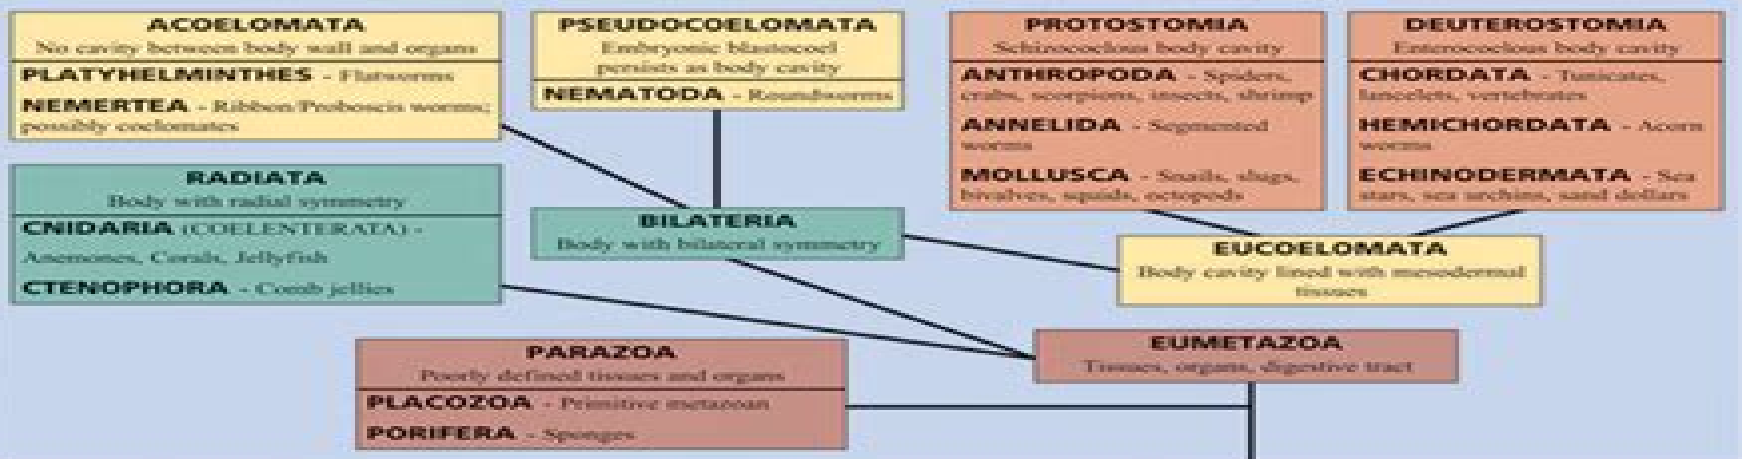 ACOELOMATA
No cavity between body wall and organs
PLATYHELMINTHES - Flatworms
NEMERTEA - Ribbon/Proboscis worms;
possibly coelomates
PSEUDOCOELOMATA
Embryonic blastocoel
persists as body cavity
NEMATODA - Roundworms
PROTOSTOMIA
Schizocoelous body cavity
ANTHROPODA - Spiders,
crabs, scorpions, insects, shrimp
ANNELIDA - Segmented
worms
MOLLUSCA - Snails, slugs,
bivalves, squids, octopods
DEUTEROSTOMIA
Enterocoelous body cavity
CHORDATA - Tunicates,
lancelets, vertebrates
HEMICHORDATA - Acorn
worms
ECHINODERMATA - Sea
stars, sea urchins, sand dollars
RADIATA
Body with radial symmetry
CNIDARIA (COELENTERATA) -
Anemones, Corals, Jellyfish
CTENOPHORA - Comb jellies
BILATERIA
Body with bilateral symmetry
EUCOELOMATA
Body cavity lined with mesodermal
tissues
PARAZOA
Poorly defined tissues and organs
PLACOZOA - Primitive metazoan
PORIFERA - Sponges
EUMETAZOA
Tissues, organs, digestive tract